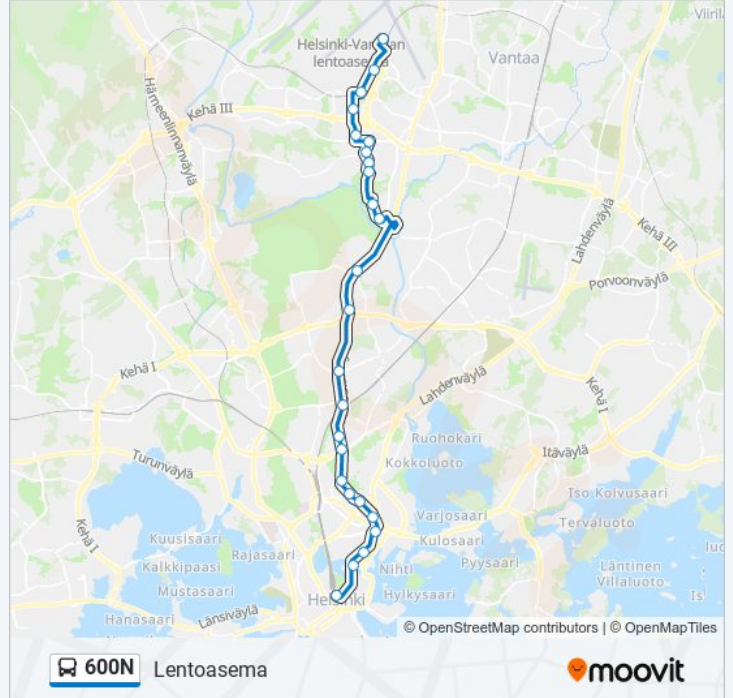 Viirila
Helsinki-Vantaan
lentoasema
Vantaa
Hämeenlinnanväylä
Kehä III
Lahdenväylä
Kehä III
Porvoonväylä
Kehä I
Lahdenväylä
Kehä I
Ruohokari
Kokkoluoto
Itäväylä
Turunväylä
Iso Koivusaari
Varjosaari
Tervaluoto
Kehä I
Kuusisaari
Rajasaari
Kulosaari
Kalkkipaasi
Nihti
Pyysaari
Läntinen
Villaluoto
Mustasaari
Hylkysaari
Is
Helsinki
Hanasaari
Länsiväylä
© OpenStreetMap contributors | © OpenMapTiles
600N Lentoasema
moovit